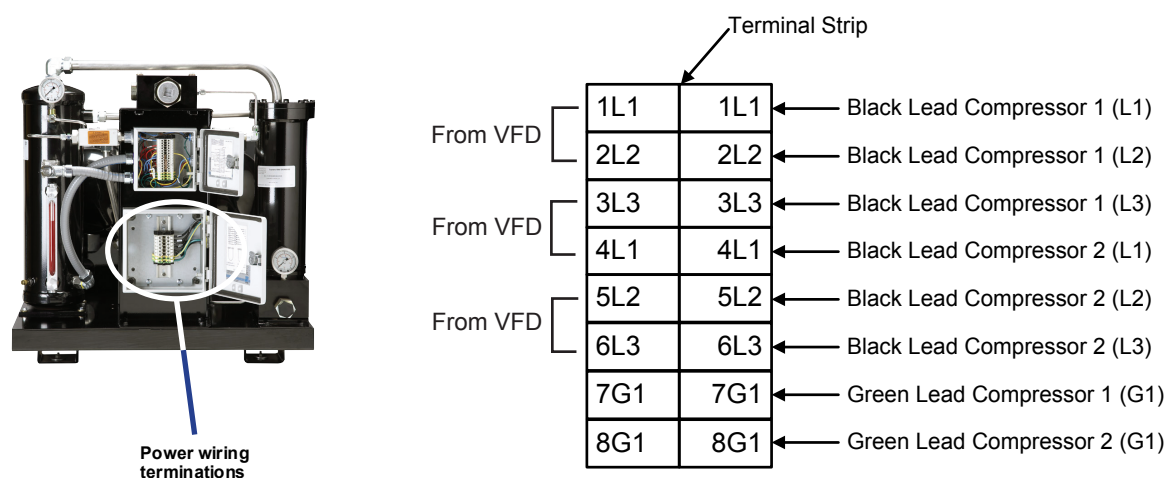 Terminal Strip
1L1 1L1 Black Lead Compressor 1 (L1)
From VFD
2L2 2L2 Black Lead Compressor 1 (L2)
3L3 3L3 Black Lead Compressor 1 (L3)
From VFD
4L1 4L1 Black Lead Compressor 2 (L1)
5L2 5L2 Black Lead Compressor 2 (L2)
From VFD
6L3 6L3 Black Lead Compressor 2 (L3)
7G1 7G1 Green Lead Compressor 1 (G1)
8G1 8G1 Green Lead Compressor 2 (G1)
Power wiring
terminations